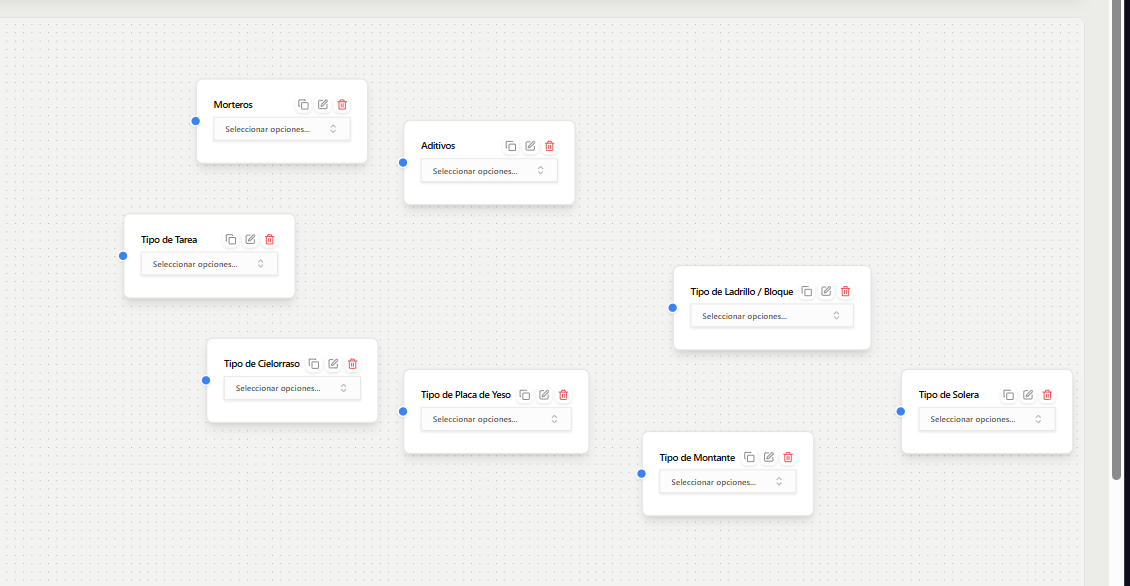 Morteros
Seleccionar opciones...
Aditivos
Seleccionar opciones...
Tipo de Tarea
Seleccionar opciones...
Tipo de Ladrillo / Bloque
Seleccionar opciones...
Tipo de Cielorraso
Seleccionar opciones...
Tipo de Placa de Yeso
Seleccionar opciones...
Tipo de Solera
Seleccionar opciones...
Tipo de Montante
Seleccionar opciones...